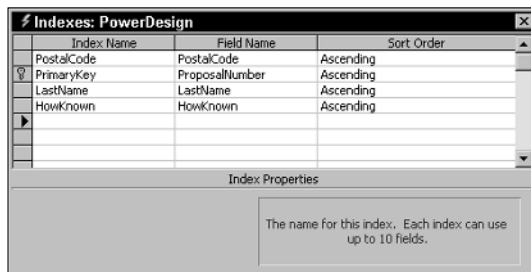 Indexes: PowerDesign
Index Name Field Name Sort Order
PostalCode PostalCode Ascending
PrimaryKey ProposalNumber Ascending
LastName LastName Ascending
HowKnown HowKnown Ascending
Index Properties
The name for this index. Each index can use
up to 10 fields.